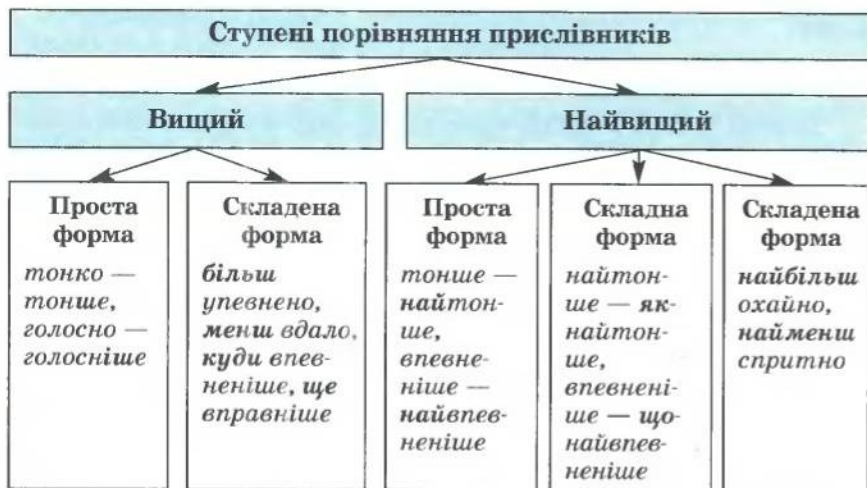 Ступені порівняння прислівників
Вищий
Найвищий
Проста
форма
тонко —
тонше,
голосно —
голосніше
Складена
форма
більш
упевнено,
менш вдало,
куди впев-
неніше, ще
вправніше
Проста
форма
тонше —
найтон-
ше,
впевне-
ніше —
найвпев-
неніше
Складна
форма
найтон-
ше — як-
найтон-
ше,
впевнені-
ше — що-
найвпев-
неніше
Складена
форма
найбільш
охайно,
найменш
спритно